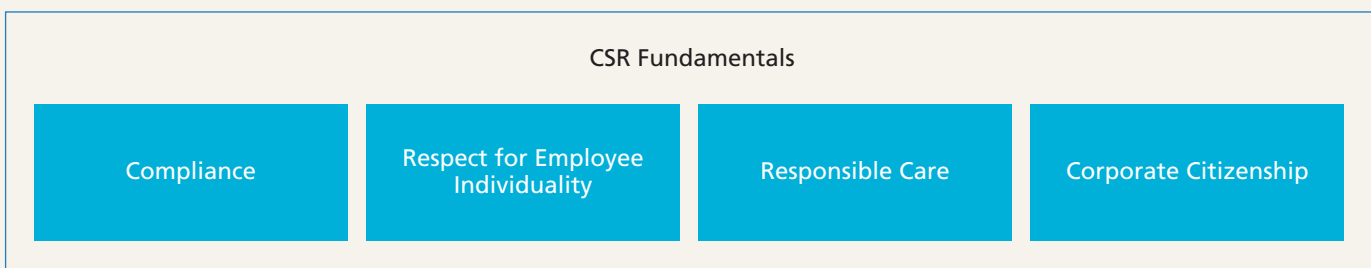 CSR Fundamentals
Compliance
Respect for Employee
Individuality
Responsible Care
Corporate Citizenship